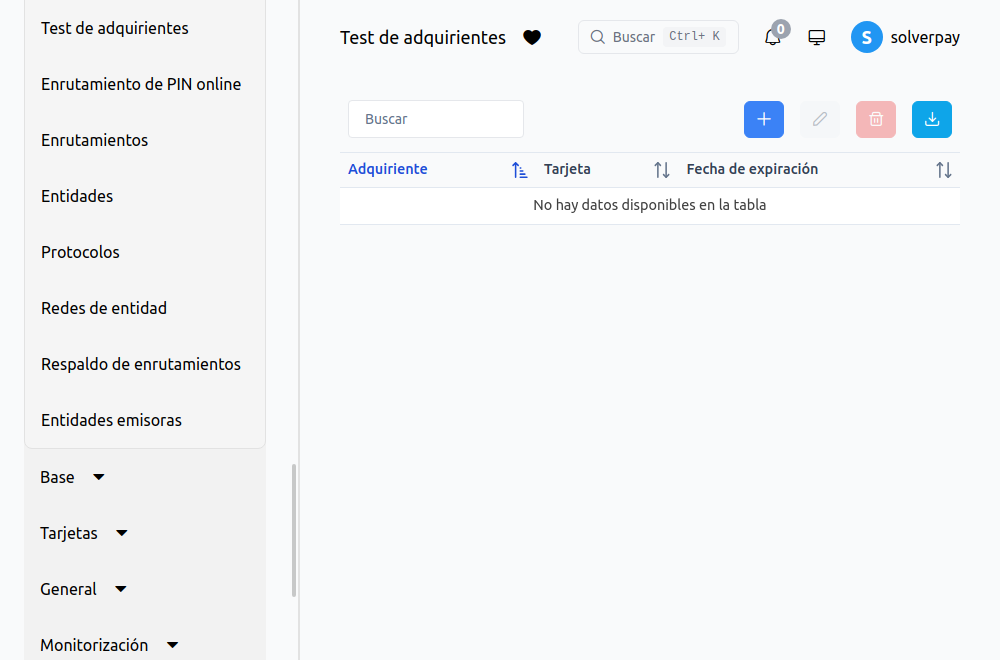 Test de adquirientes
Enrutamiento de PIN online
Enrutamientos
Entidades
Protocolos
Redes de entidad
Respaldo de enrutamientos
Entidades emisoras
Base
Tarjetas
General
Monitorización
Test de adquirientes
Buscar Ctrl+ K
0
S solverpay
Buscar
Adquiriente Tarjeta Fecha de expiración
No hay datos disponibles en la tabla